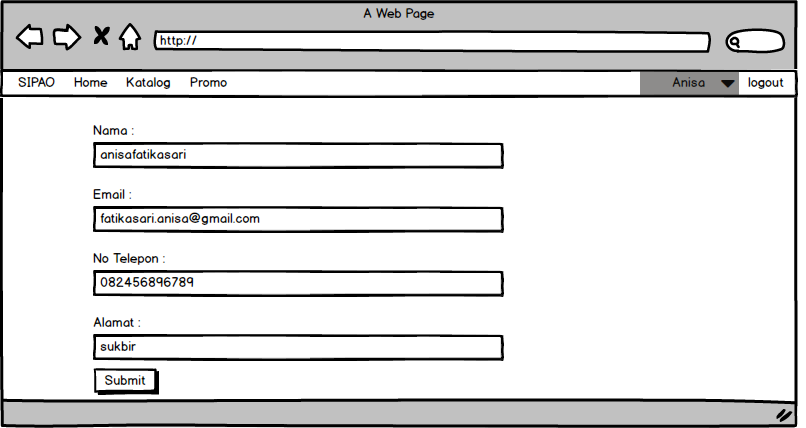 A Web Page
http://
SIPAO Home Katalog Promo Anisa logout
Nama :
anisafatikasari
Email :
fatikasari.anisa@gmail.com
No Telepon :
082456896789
Alamat :
sukbir
Submit